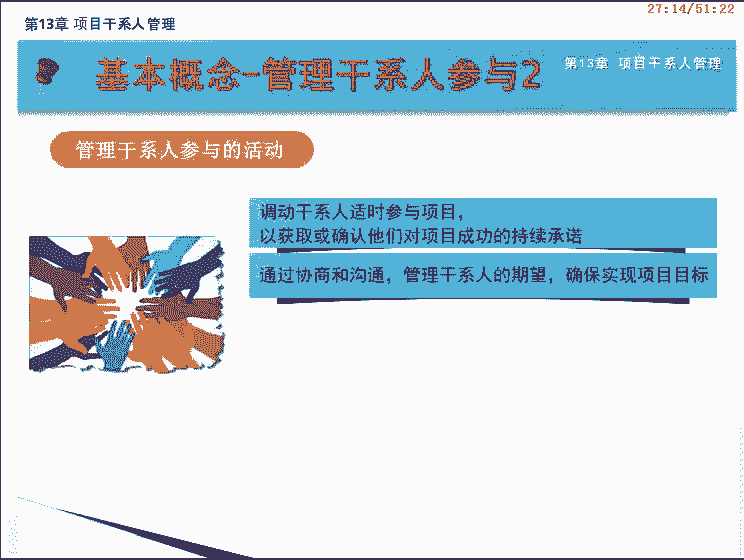 27:14/51:22
第13章 项目干系人管理
基本概念-管理干系人参与2
第13章 项目干系人管理
管理干系人参与的活动
调动干系人适时参与项目，
以获取或确认他们对项目成功的持续承诺
通过协商和沟通，管理干系人的期望，确保实现项目目标